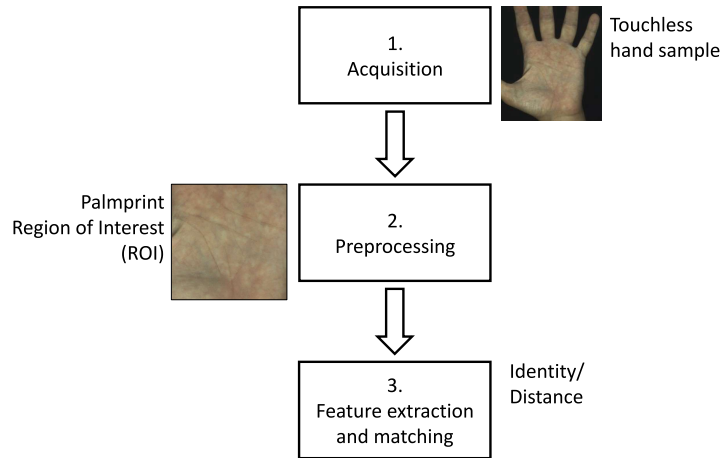 1.
Acquisition
Touchless
hand sample
Palmprint
Region of Interest
(ROI)
2.
Preprocessing
3.
Feature extraction
and matching
Identity/
Distance